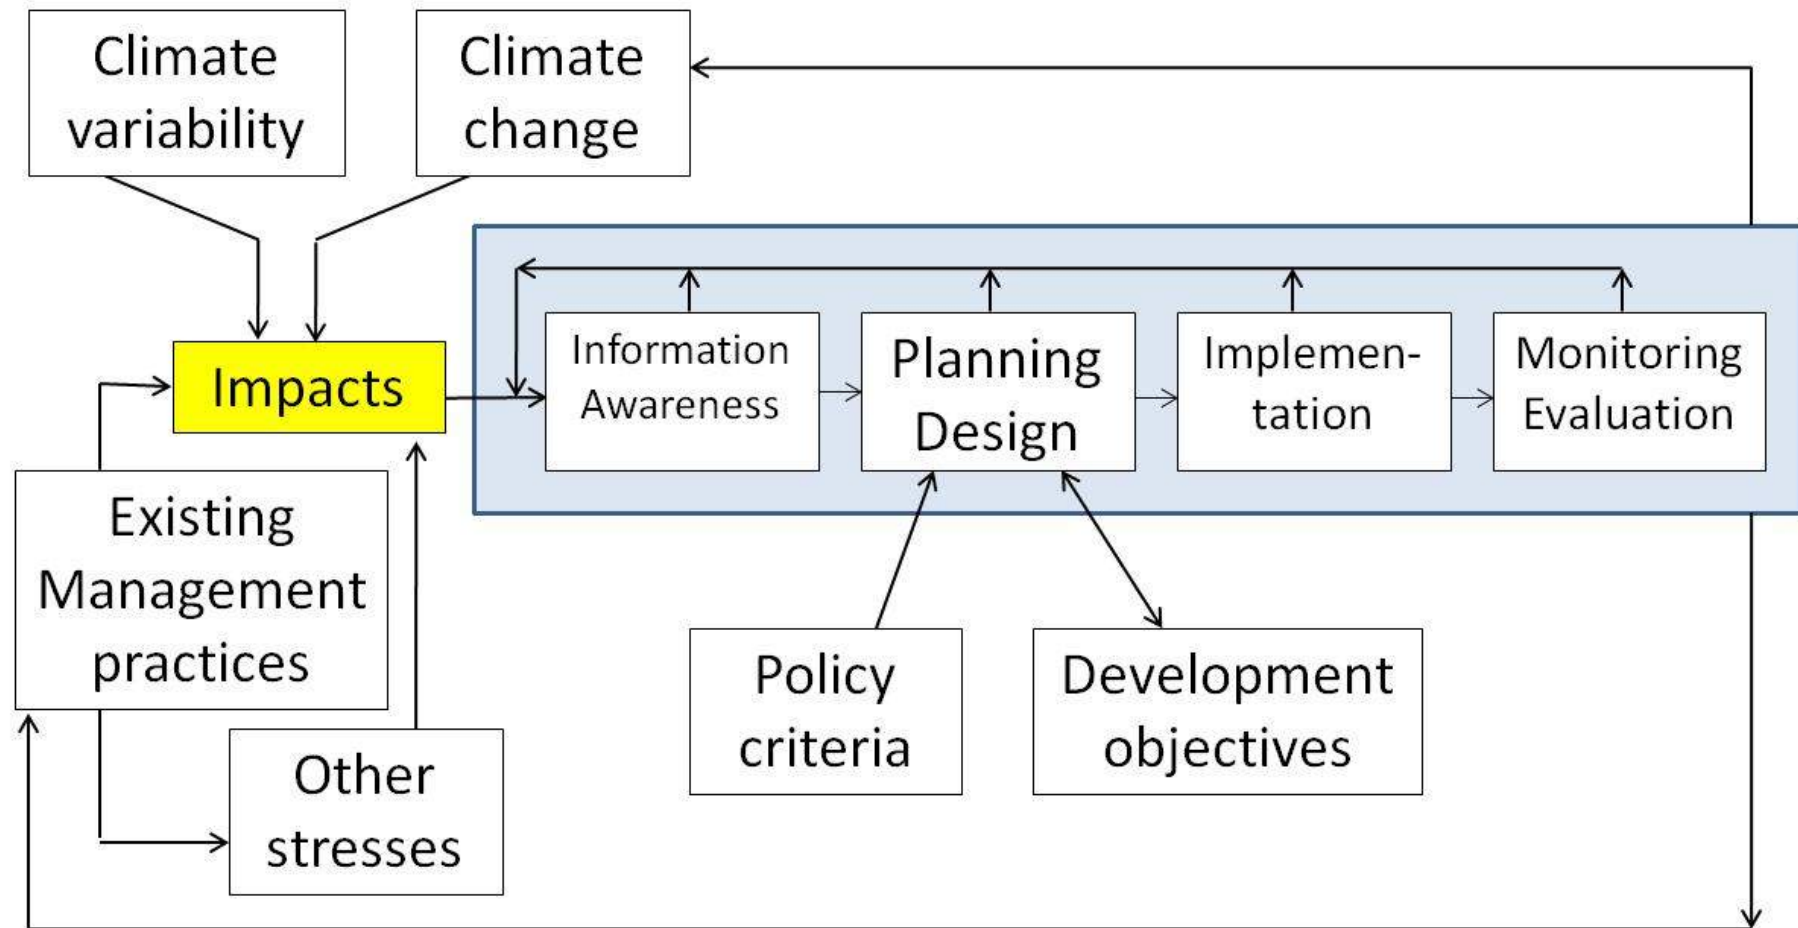 Climate
variability
Climate
change
Impacts
Information
Awareness
Planning
Design
Implemen-
tation
Monitoring
Evaluation
Existing
Management
practices
Other
stresses
Policy
criteria
Development
objectives